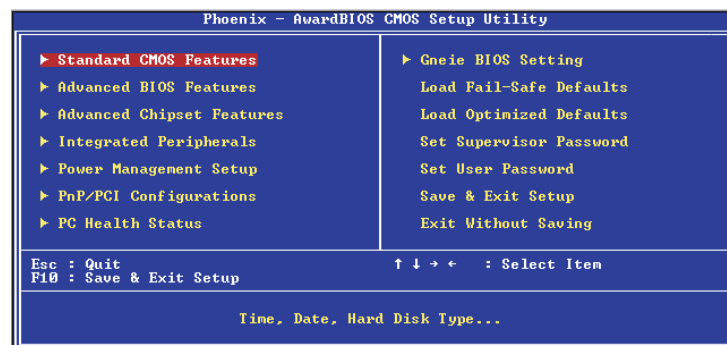 Phoenix - AwardBIOS CMOS Setup Utility
► Standard CMOS Features
► Advanced BIOS Features
► Advanced Chipset Features
► Integrated Peripherals
► Power Management Setup
► PnP/PCI Configurations
► PC Health Status
► Gneie BIOS Setting
Load Fail-Safe Defaults
Load Optimized Defaults
Set Supervisor Password
Set User Password
Save & Exit Setup
Exit Without Saving
Esc : Quit
F10 : Save & Exit Setup
↑ ↓ → ← : Select Item
Time, Date, Hard Disk Type...